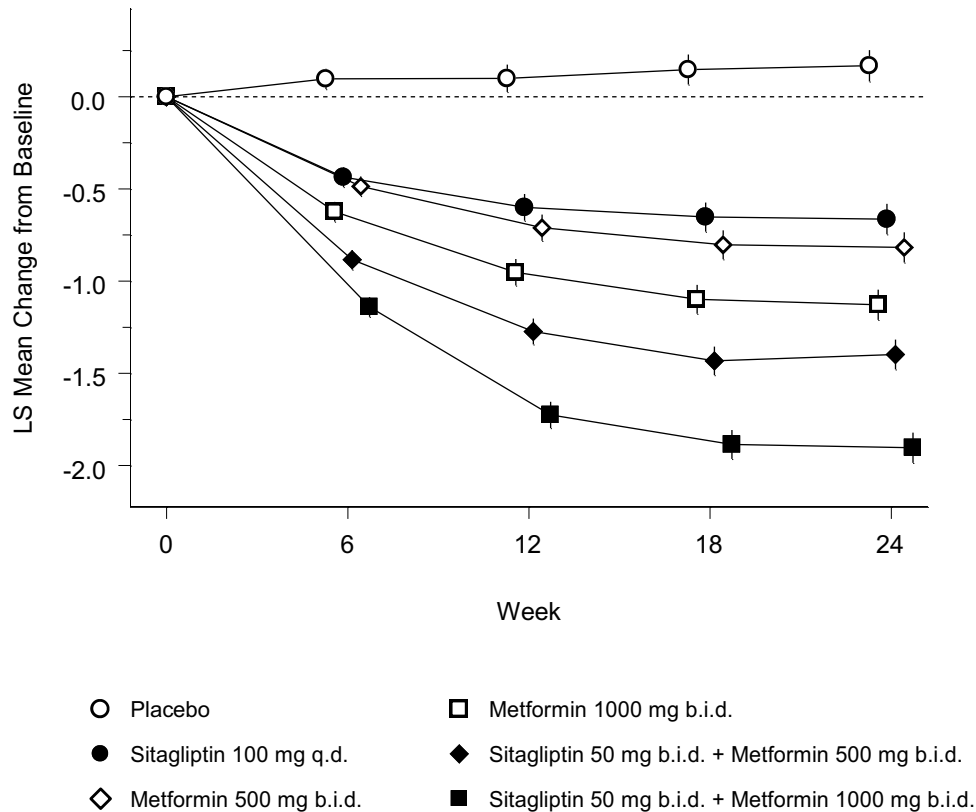 LS Mean Change from Baseline
0.0
-0.5
-1.0
-1.5
-2.0
0 6 12 18 24
Week
Placebo
Metformin 1000 mg b.i.d.
Sitagliptin 100 mg q.d.
Sitagliptin 50 mg b.i.d. + Metformin 500 mg b.i.d.
Metformin 500 mg b.i.d.
Sitagliptin 50 mg b.i.d. + Metformin 1000 mg b.i.d.